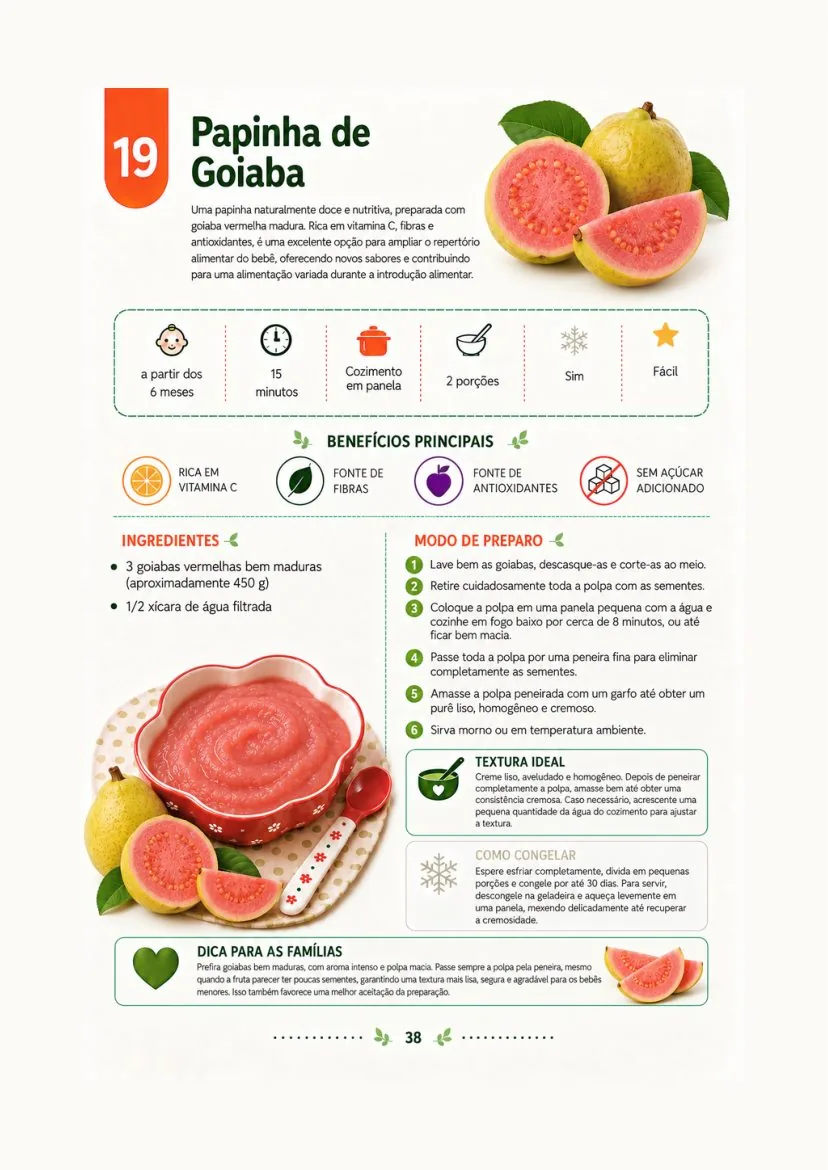 19
Papinha de
Goiaba
Uma papinha naturalmente doce e nutritiva, preparada com
goiaba vermelha madura. Rica em vitamina C, fibras e
antioxidantes, é uma excelente opção para ampliar o repertório
alimentar do bebê, oferecendo novos sabores e contribuindo
para uma alimentação variada durante a introdução alimentar.
a partir dos
6 meses
15
minutos
Cozimento
em panela
2 porções
Sim
Fácil
BENEFÍCIOS PRINCIPAIS
RICA EM
VITAMINA C
FONTE DE
FIBRAS
FONTE DE
ANTIOXIDANTES
SEM AÇÚCAR
ADICIONADO
INGREDIENTES
• 3 goiabas vermelhas bem maduras
(aproximadamente 450 g)
• 1/2 xícara de água filtrada
MODO DE PREPARO
1 Lave bem as goiabas, descasque-as e corte-as ao meio.
2 Retire cuidadosamente toda a polpa com as sementes.
3 Coloque a polpa em uma panela pequena com a água e
cozinhe em fogo baixo por cerca de 8 minutos, ou até
ficar bem macia.
4 Passe toda a polpa por uma peneira fina para eliminar
completamente as sementes.
5 Amasse a polpa peneirada com um garfo até obter um
purê liso, homogêneo e cremoso.
6 Sirva morno ou em temperatura ambiente.
TEXTURA IDEAL
Creme liso, aveludado e homogêneo. Depois de peneirar
completamente a polpa, amasse bem até obter uma
consistência cremosa. Caso necessário, acrescente uma
pequena quantidade da água do cozimento para ajustar
a textura.
COMO CONGELAR
Espere esfriar completamente, divida em pequenas
porções e congele por até 30 dias. Para servir,
descongele na geladeira e aqueça levemente em
uma panela, mexendo delicadamente até recuperar
a cremosidade.
DICA PARA AS FAMÍLIAS
Prefira goiabas bem maduras, com aroma intenso e polpa macia. Passe sempre a polpa pela peneira, mesmo
quando a fruta parecer ter poucas sementes, garantindo uma textura mais lisa, segura e agradável para os bebês
menores. Isso também favorece uma melhor aceitação da preparação.
38